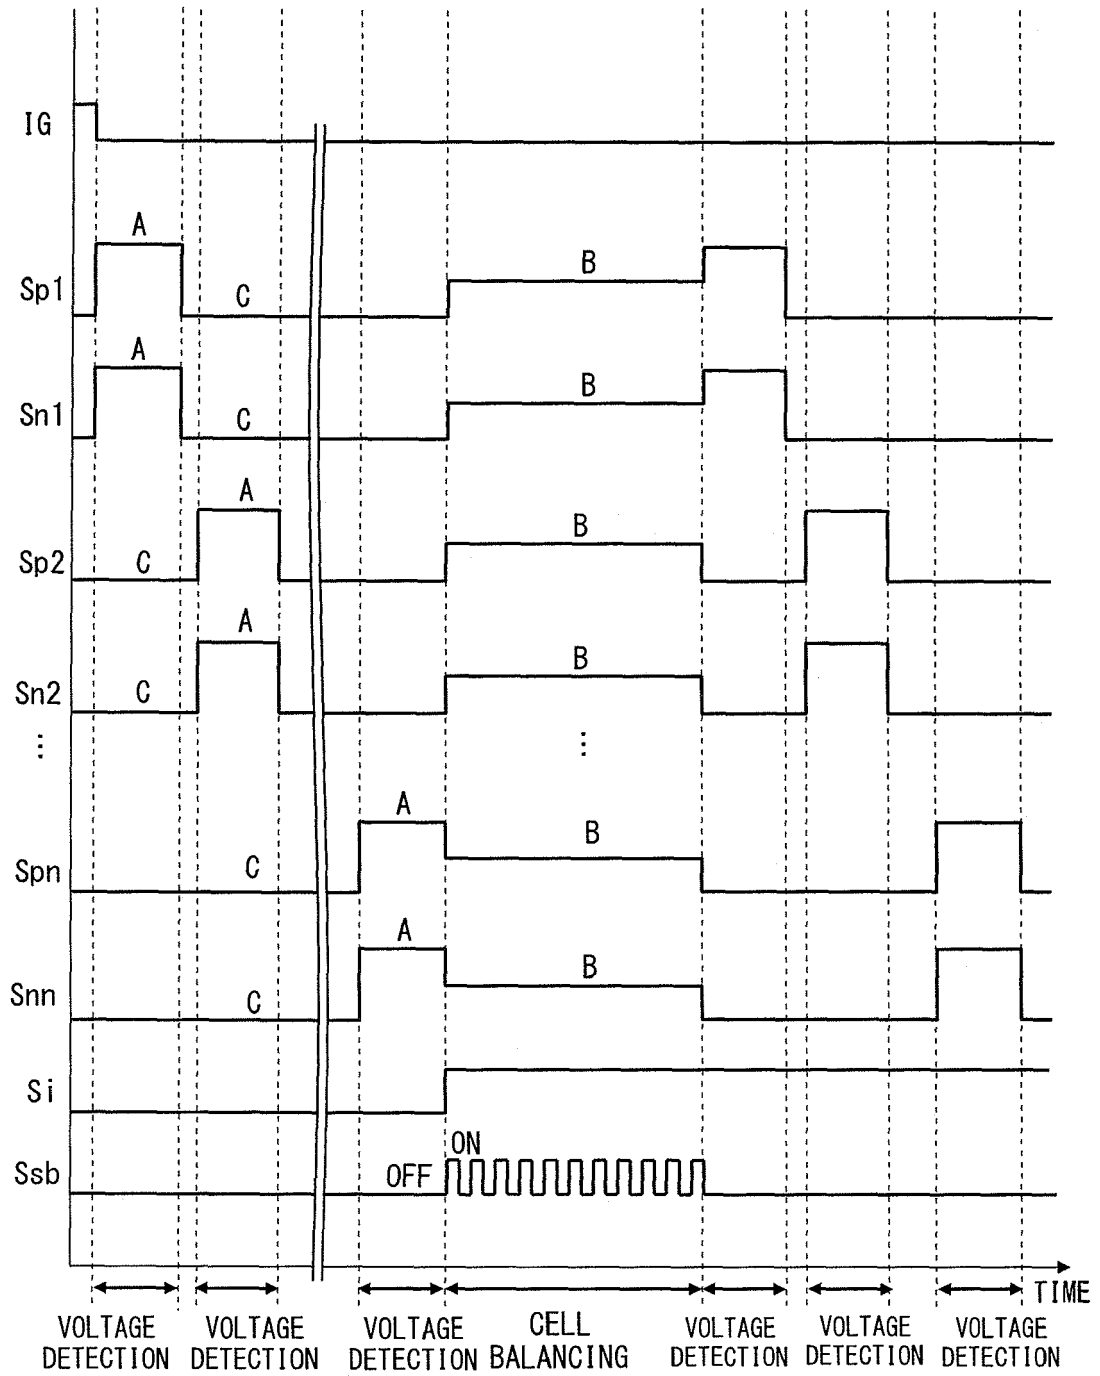 IG
A
Sp1 C B
A
Sn1 C B
A
Sp2 C B
A
Sn2 C B
⋮ ⋮
A
Spn C B
A
Snn C B
Si
ON
Ssb OFF
TIME
VOLTAGE DETECTION
VOLTAGE DETECTION
VOLTAGE DETECTION
CELL BALANCING
VOLTAGE DETECTION
VOLTAGE DETECTION
VOLTAGE DETECTION